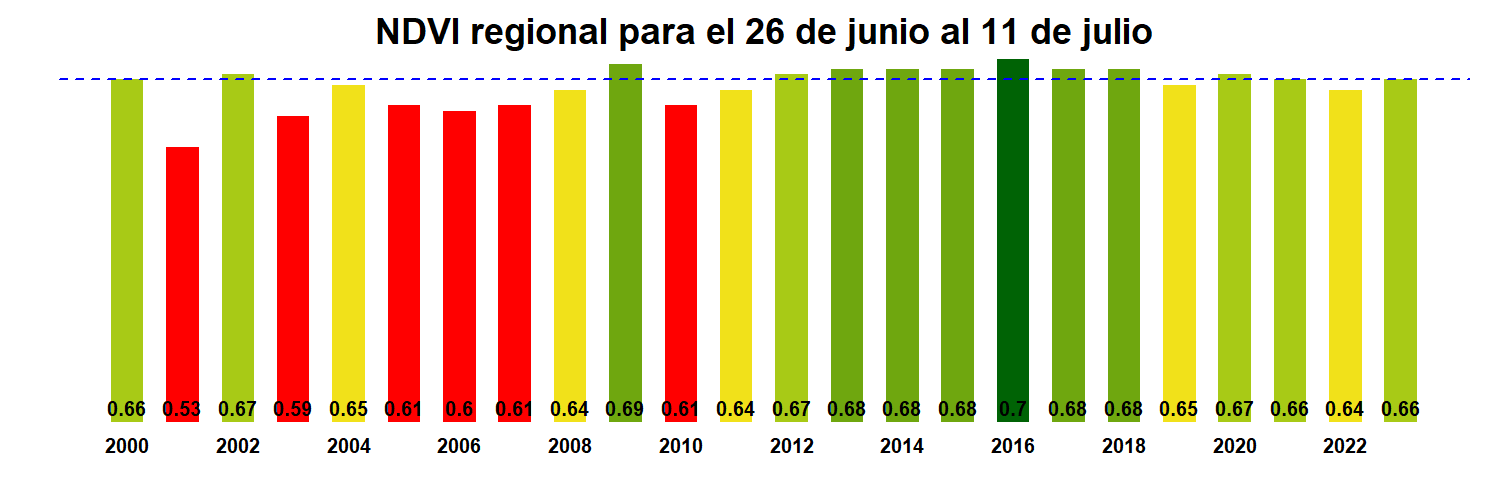 NDVI regional para el 26 de junio al 11 de julio
0.66 0.53 0.67 0.59 0.65 0.61 0.6 0.61 0.64 0.69 0.61 0.64 0.67 0.68 0.68 0.68 0.7 0.68 0.68 0.65 0.67 0.66 0.64 0.66
2000 2002 2004 2006 2008 2010 2012 2014 2016 2018 2020 2022